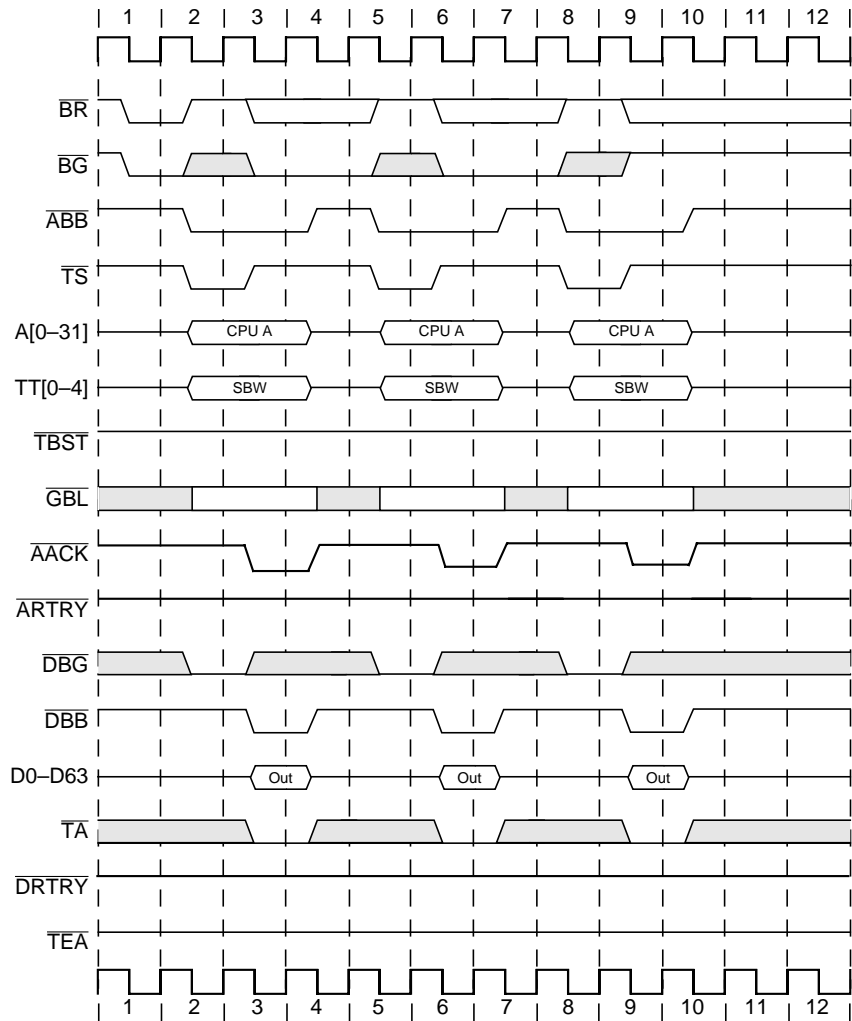 1 2 3 4 5 6 7 8 9 10 11 12
BR
BG
ABB
TS
A[0–31] CPU A CPU A CPU A
TT[0–4] SBW SBW SBW
TBST
GBL
AACK
ARTRY
DBG
DBB
D0–D63 Out Out Out
TA
DRTRY
TEA
1 2 3 4 5 6 7 8 9 10 11 12